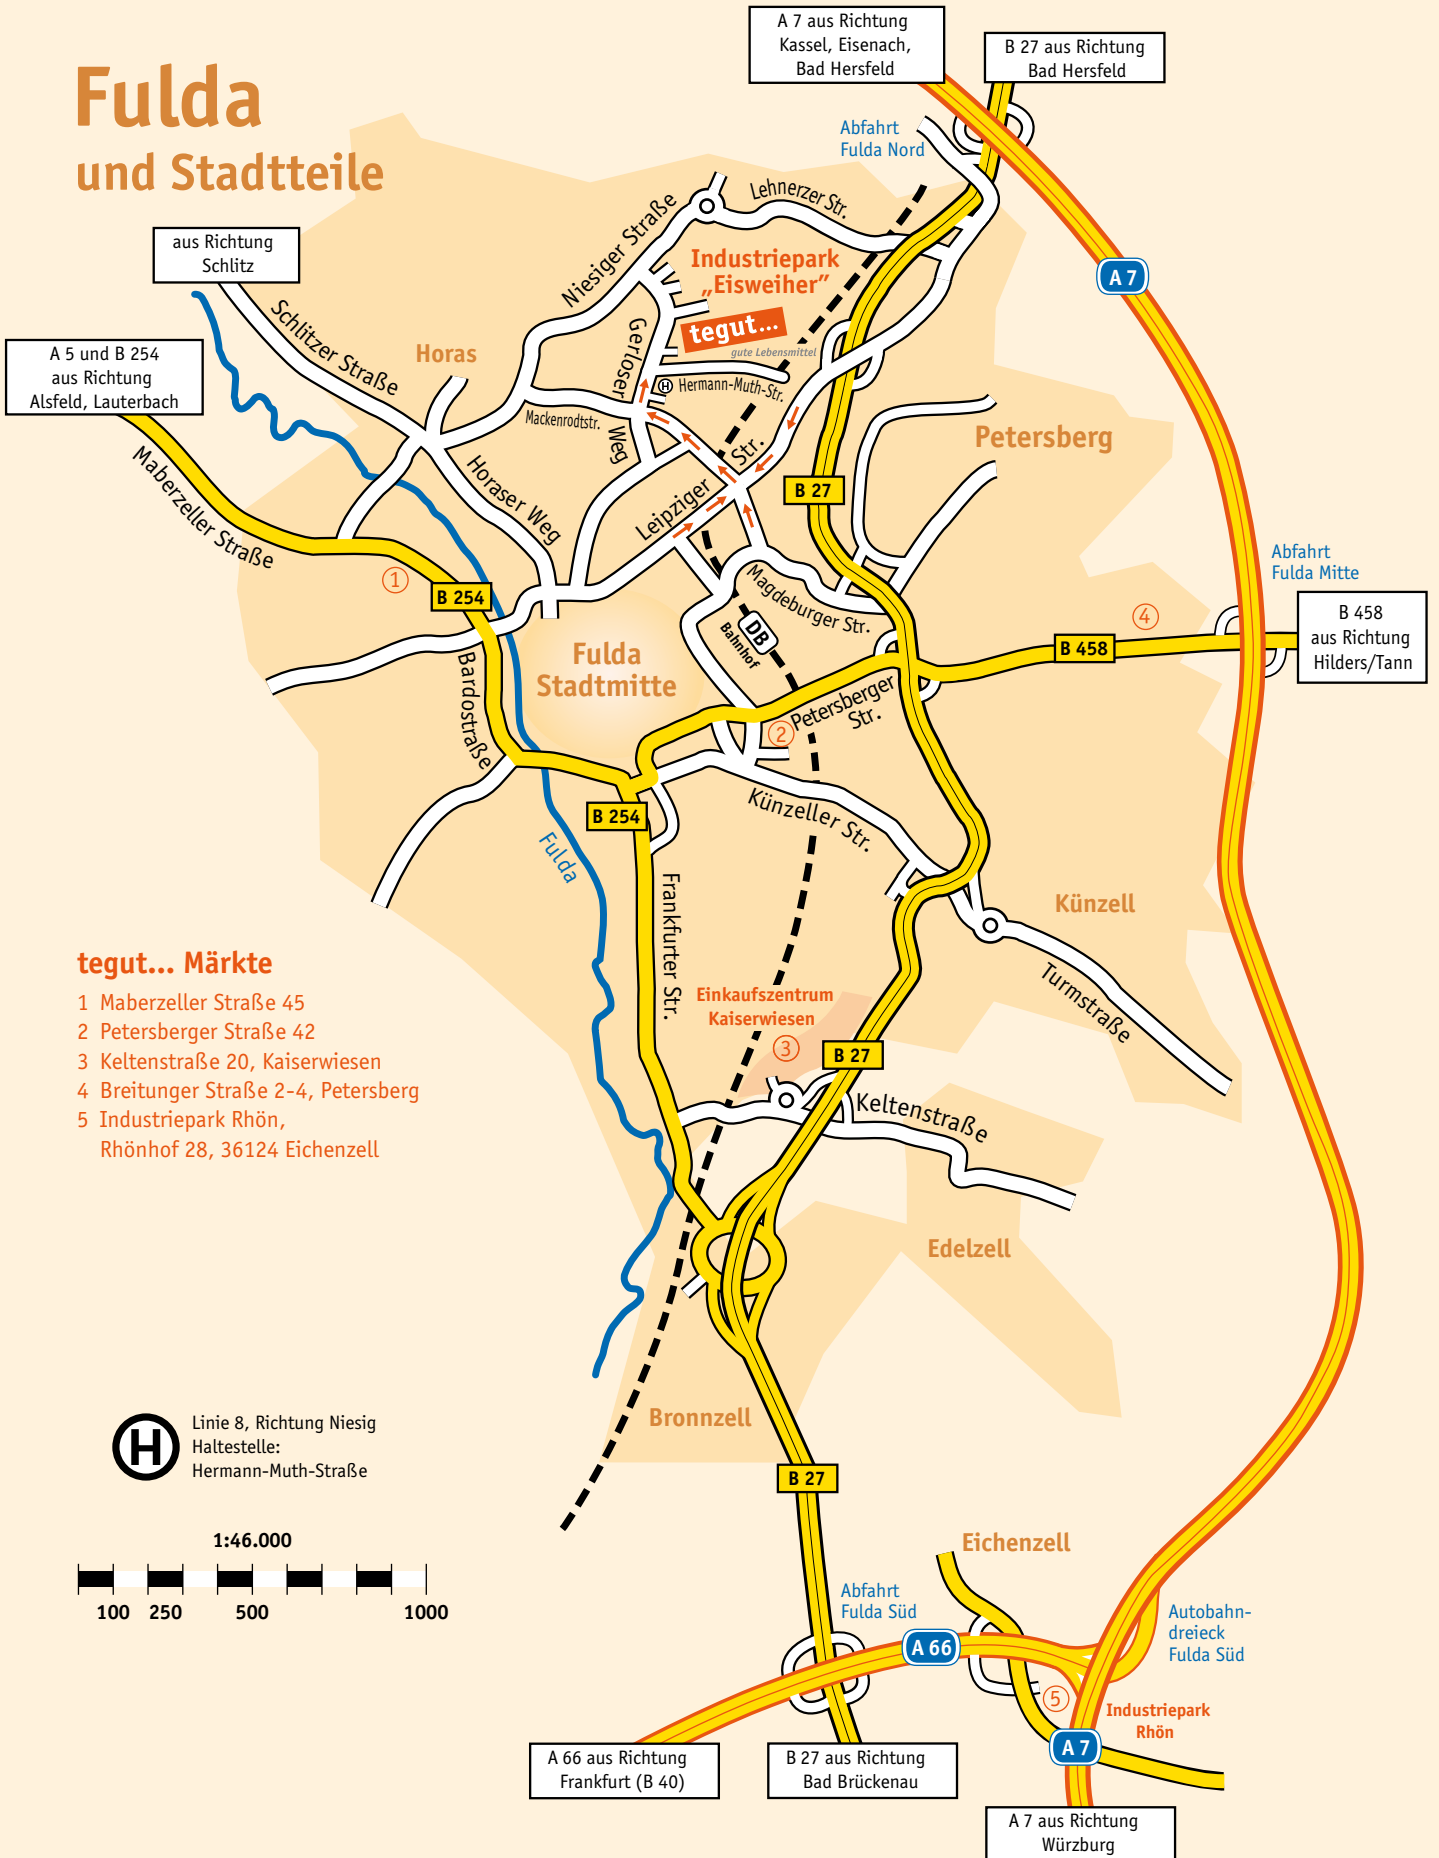 A 7 aus Richtung
Kassel, Eisenach,
Bad Hersfeld
B 27 aus Richtung
Bad Hersfeld
Fulda
und Stadtteile
Abfahrt
Fulda Nord
Lehnerzer Str.
Niesiger Straße
aus Richtung
Schlitz
Industriepark
„Eisweiher”
A 7
tegut...
gute Lebensmittel
Schlitzer Straße
Horas
Gerloser
Weg
A 5 und B 254
aus Richtung
Alsfeld, Lauterbach
H
Hermann-Muth-Str.
Mackenrodtstr.
Petersberg
Maberzeller Straße
Horaser Weg
Leipziger
Str.
B 27
Abfahrt
Fulda Mitte
1
B 254
Magdeburger Str.
4
B 458
aus Richtung
Hilders/Tann
DB
Bahnhof
B 458
Fulda
Stadtmitte
Bardostraße
Petersberger
Str.
2
B 254
Künzeller Str.
Fulda
Frankfurter Str.
Künzell
tegut... Märkte
1 Maberzeller Straße 45
2 Petersberger Straße 42
3 Keltenstraße 20, Kaiserwiesen
4 Breitunger Straße 2-4, Petersberg
5 Industriepark Rhön,
Rhönhof 28, 36124 Eichenzell
Turmstraße
Einkaufszentrum
Kaiserwiesen
3
B 27
Keltenstraße
Edelzell
Bronnzell
H
Linie 8, Richtung Niesig
Haltestelle:
Hermann-Muth-Straße
B 27
1:46.000
100 250 500 1000
Eichenzell
Abfahrt
Fulda Süd
A 66
Autobahn-
dreieck
Fulda Süd
5
Industriepark
Rhön
A 7
A 66 aus Richtung
Frankfurt (B 40)
B 27 aus Richtung
Bad Brückenau
A 7 aus Richtung
Würzburg